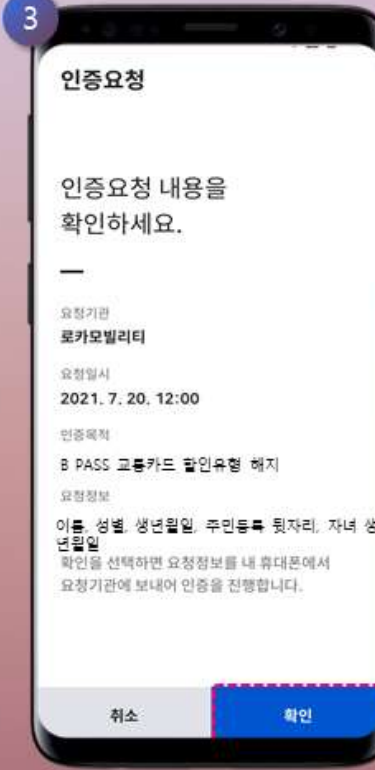 3
인증요청
인증요청 내용을
확인하세요.
요청기관
로카모빌리티
요청일시
2021. 7. 20. 12:00
인증목적
B PASS 교통카드 할인유형 해지
요청정보
이름, 성별, 생년월일, 주민등록 뒷자리, 자녀 생
년월일
확인을 선택하면 요청정보를 내 휴대폰에서
요청기관에 보내어 인증을 진행합니다.
취소
확인